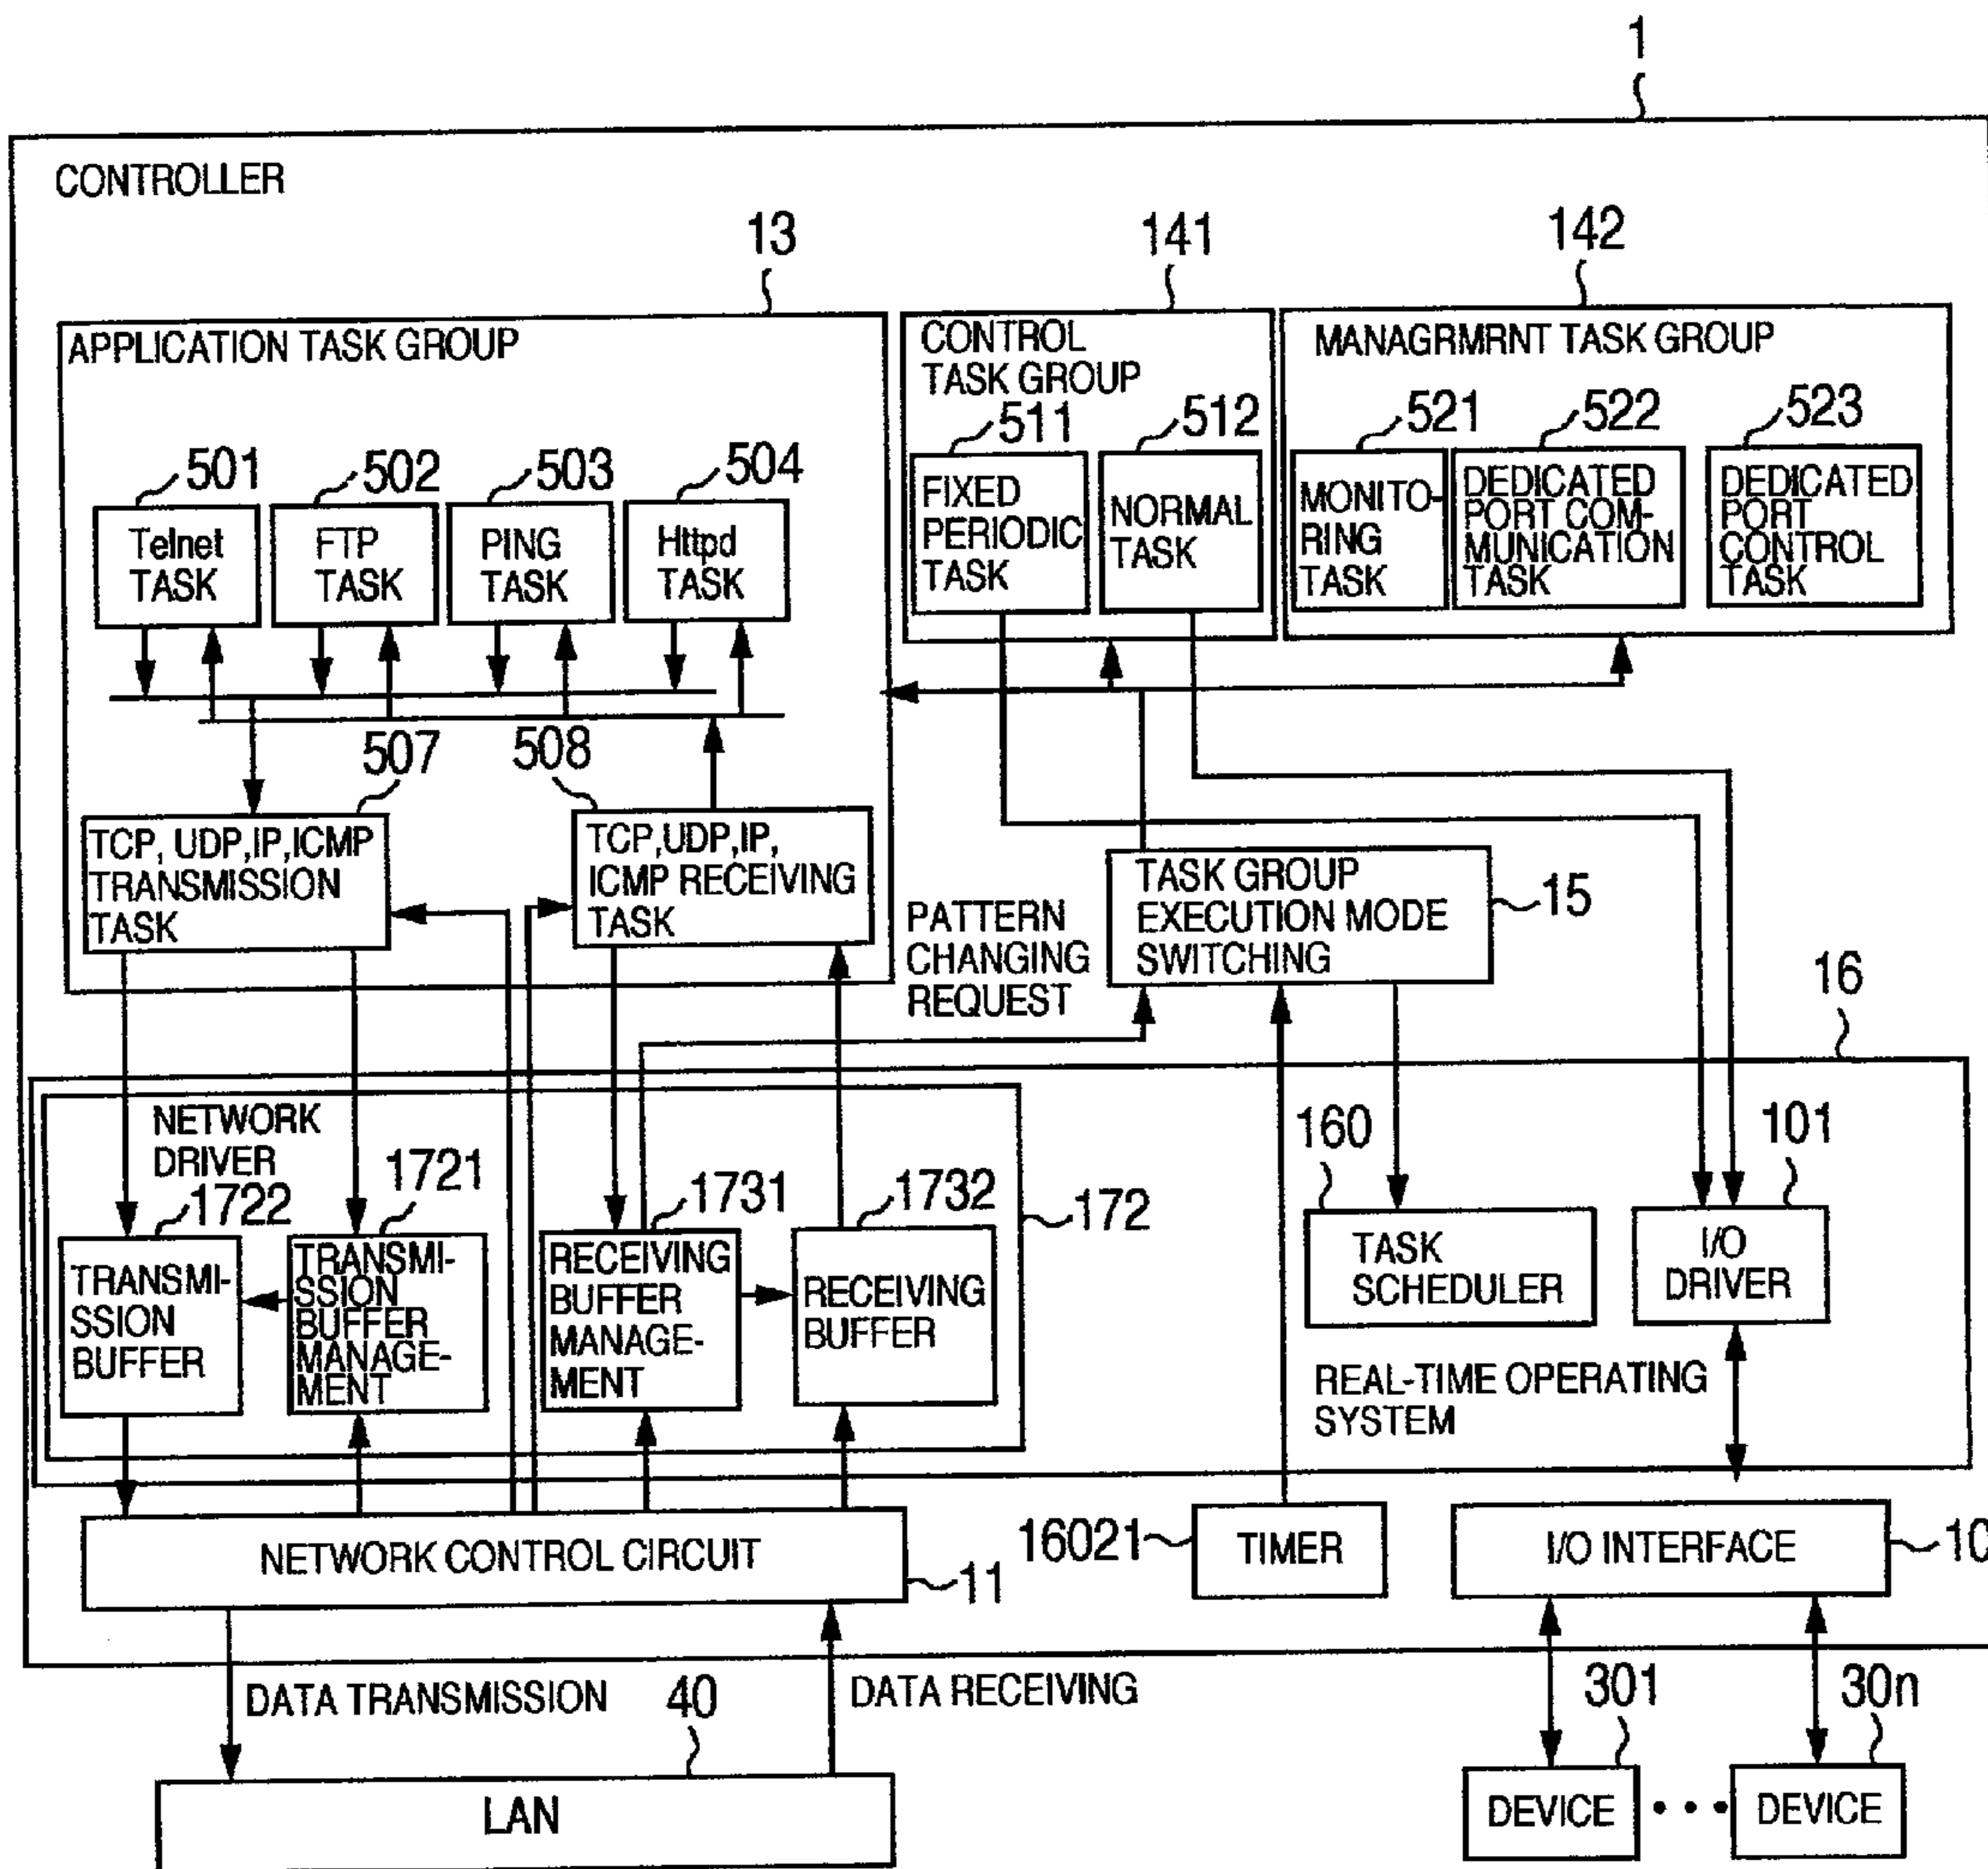 1
CONTROLLER
13
141
142
APPLICATION TASK GROUP
CONTROL
TASK GROUP
MANAGRMRNT TASK GROUP
501
502
503
504
511
512
521
522
523
Telnet
TASK
FTP
TASK
PING
TASK
Httpd
TASK
FIXED
PERIODIC
TASK
NORMAL
TASK
MONITO-
RING
TASK
DEDICATED
PORT COM-
MUNICATION
TASK
DEDICATED
PORT
CONTROL
TASK
507
508
TCP, UDP,IP,ICMP
TRANSMISSION
TASK
TCP,UDP,IP,
ICMP RECEIVING
TASK
PATTERN
CHANGING
REQUEST
TASK GROUP
EXECUTION MODE
SWITCHING
15
16
NETWORK
DRIVER
1722
1721
1731
1732
172
160
101
TRANSMI-
SSION
BUFFER
TRANSMI-
SSION
BUFFER
MANAGE-
MENT
RECEIVING
BUFFER
MANAGE-
MENT
RECEIVING
BUFFER
TASK
SCHEDULER
I/O
DRIVER
REAL-TIME OPERATING
SYSTEM
NETWORK CONTROL CIRCUIT
11
16021
TIMER
I/O INTERFACE
10
DATA TRANSMISSION
40
DATA RECEIVING
301
30n
LAN
DEVICE
• • •
DEVICE